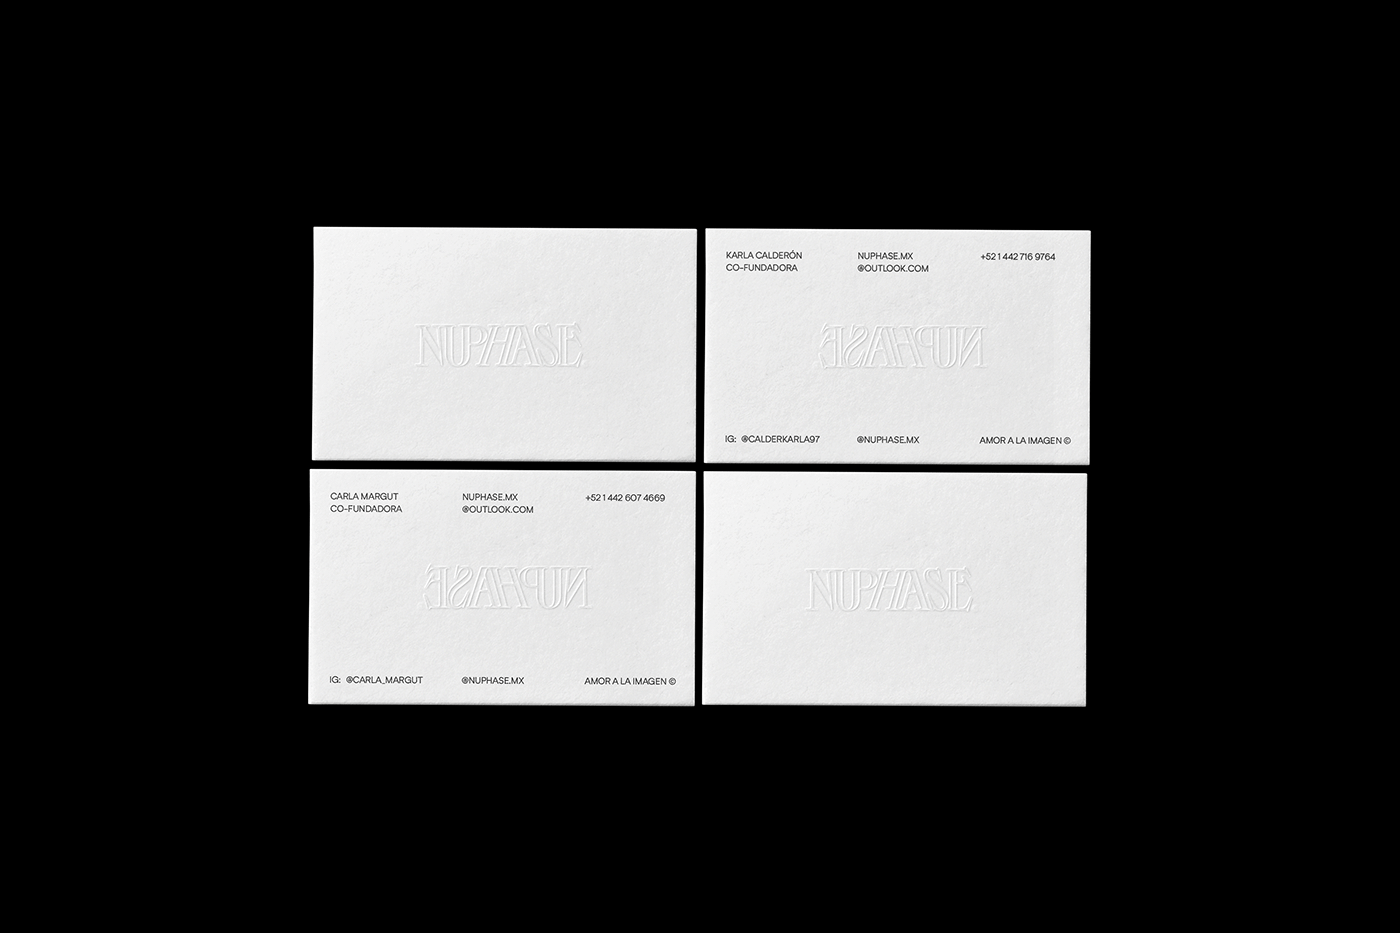 NUPHASE
KARLA CALDERÓN
CO-FUNDADORA
NUPHASE.MX
@OUTLOOK.COM
+52 1 442 716 9764
NUPHASE
IG: @CALDERKARLA97
@NUPHASE.MX
AMOR A LA IMAGEN ©
CARLA MARGUT
CO-FUNDADORA
NUPHASE.MX
@OUTLOOK.COM
+52 1 442 607 4669
NUPHASE
IG: @CARLA_MARGUT
@NUPHASE.MX
AMOR A LA IMAGEN ©
NUPHASE